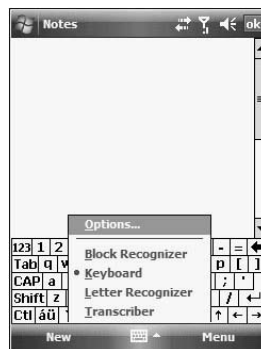 Notes
ok
Options...
123 1 2 - =
Tab q w p [ ]
CAP a ; '
Shift z /
Ctl áü
Block Recognizer
Keyboard
Letter Recognizer
Transcriber
New
Menu